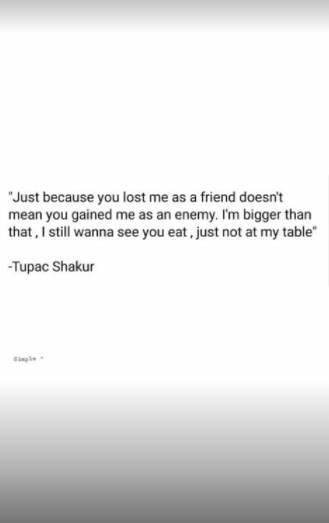 "Just because you lost me as a friend doesn't
mean you gained me as an enemy. I'm bigger than
that , I still wanna see you eat , just not at my table"
-Tupac Shakur
Simple "